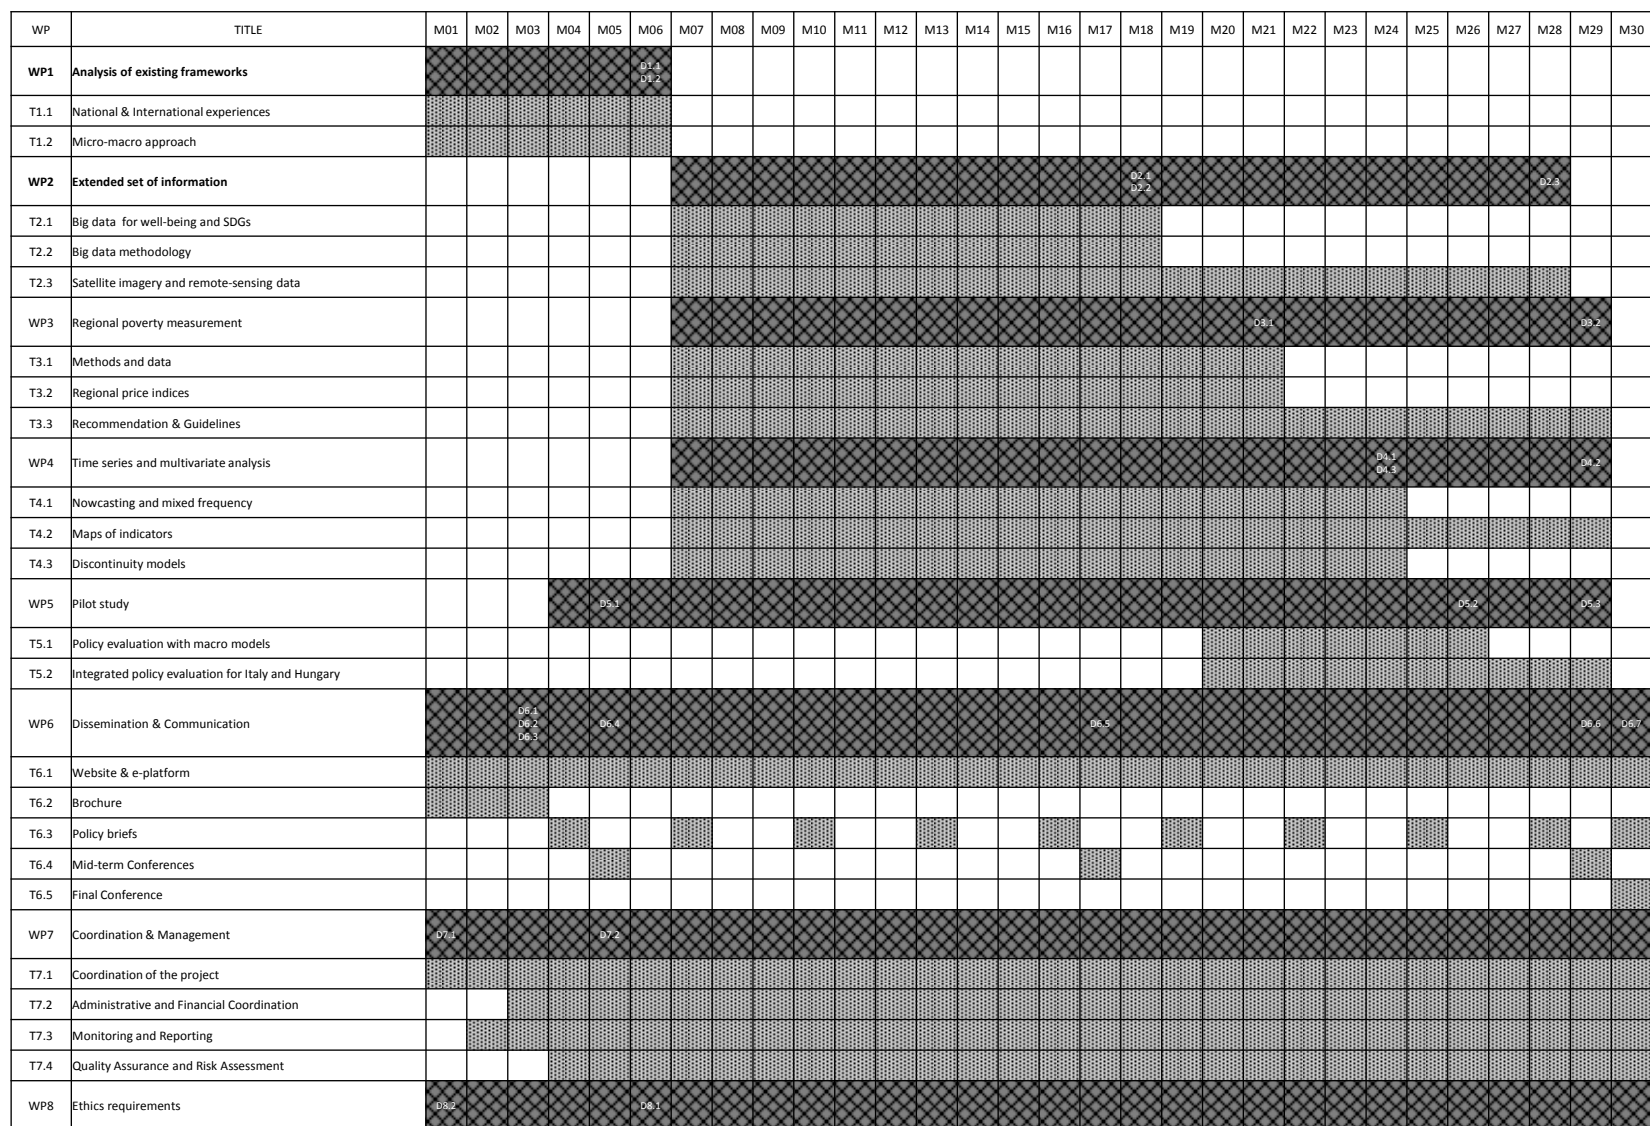 WP TITLE M01 M02 M03 M04 M05 M06 M07 M08 M09 M10 M11 M12 M13 M14 M15 M16 M17 M18 M19 M20 M21 M22 M23 M24 M25 M26 M27 M28 M29 M30
WP1 Analysis of existing frameworks D1.1
D1.2
T1.1 National & International experiences
T1.2 Micro-macro approach
WP2 Extended set of information D2.1 D2.3
D2.2
T2.1 Big data for well-being and SDGs
T2.2 Big data methodology
T2.3 Satellite imagery and remote-sensing data
WP3 Regional poverty measurement D3.1 D3.2
T3.1 Methods and data
T3.2 Regional price indices
T3.3 Recommendation & Guidelines
WP4 Time series and multivariate analysis D4.1 D4.2
D4.3
T4.1 Nowcasting and mixed frequency
T4.2 Maps of indicators
T4.3 Discontinuity models
WP5 Pilot study D5.1 D5.2 D5.3
T5.1 Policy evaluation with macro models
T5.2 Integrated policy evaluation for Italy and Hungary
D6.1
WP6 Dissemination & Communication D6.2 D6.4 D6.5 D6.6 D6.7
D6.3
T6.1 Website & e-platform
T6.2 Brochure
T6.3 Policy briefs
T6.4 Mid-term Conferences
T6.5 Final Conference
WP7 Coordination & Management D7.1 D7.2
T7.1 Coordination of the project
T7.2 Administrative and Financial Coordination
T7.3 Monitoring and Reporting
T7.4 Quality Assurance and Risk Assessment
WP8 Ethics requirements D8.2 D8.1